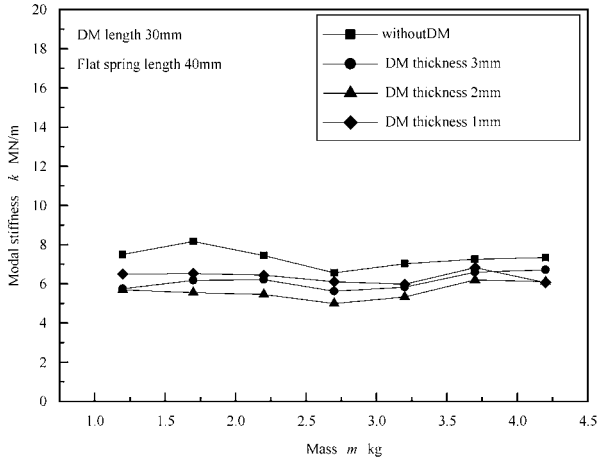 20
18
16
14
12
10
8
6
4
2
0
Modal stiffness k MN/m
DM length 30mm
Flat spring length 40mm
withoutDM
DM thickness 3mm
DM thickness 2mm
DM thickness 1mm
1.0 1.5 2.0 2.5 3.0 3.5 4.0 4.5
Mass m kg